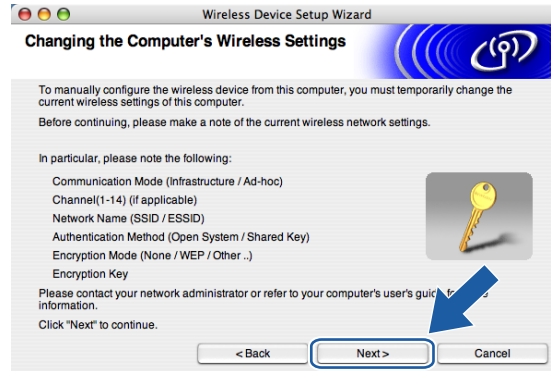 Wireless Device Setup Wizard
Changing the Computer's Wireless Settings
To manually configure the wireless device from this computer, you must temporarily change the
current wireless settings of this computer.
Before continuing, please make a note of the current wireless network settings.
In particular, please note the following:
Communication Mode (Infrastructure / Ad-hoc)
Channel(1-14) (if applicable)
Network Name (SSID / ESSID)
Authentication Method (Open System / Shared Key)
Encryption Mode (None / WEP / Other ..)
Encryption Key
Please contact your network administrator or refer to your computer's user's
information.
Click "Next" to continue.
< Back
Next >
Cancel